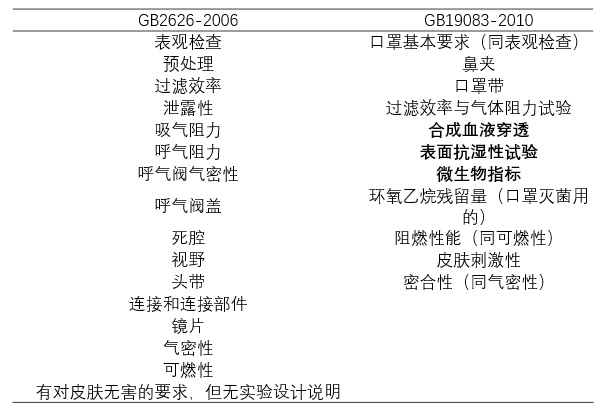 GB2626-2006 GB19083-2010
表观检查 口罩基本要求（同表观检查）
预处理 鼻夹
过滤效率 口罩带
泄露性 过滤效率与气体阻力试验
吸气阻力 合成血液穿透
呼气阻力 表面抗湿性试验
呼气阀气密性 微生物指标
呼气阀盖 环氧乙烷残留量（口罩灭菌用
的）
死腔 阻燃性能（同可燃性）
视野 皮肤刺激性
头带 密合性（同气密性）
连接和连接部件
镜片
气密性
可燃性
有对皮肤无害的要求，但无实验设计说明